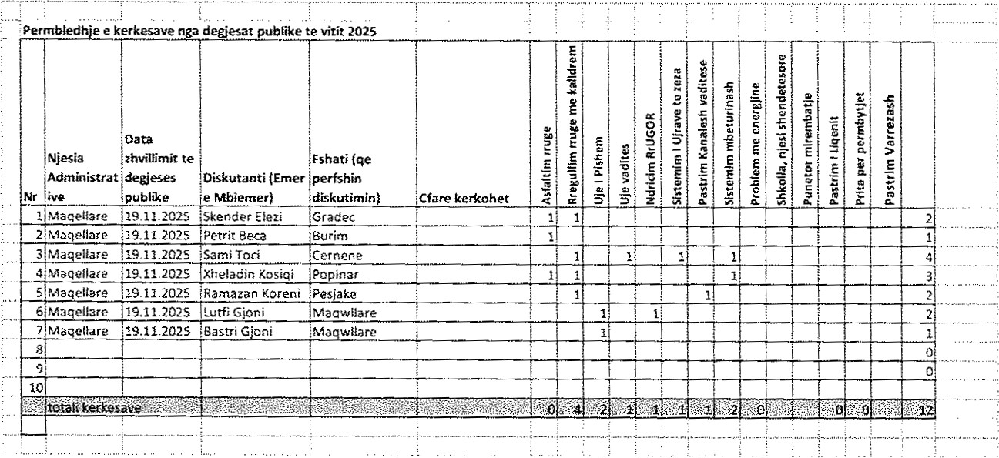 Permbledhje e kerkesave nga degjesat publike te vitit 2025
Nr Njesia Administrat ive Data zhvillimit te degjeses publike Diskutanti (Emer e Mbiemer) Fshati (qe perfshin diskutimin) Cfare kerkohet Asfaltim rruge Rregullim rruge me kalldrem Uje I Pishem Uje vadites Ndricim RrUGOR Sistemim I Ujrave te zeza Pastrim Kanalesh vaditese Sistemim mbeturinash Problem me energjine Shkolla, njesi shendetesore Punetor mirembatje Pastrim I Liqenit Prita per permbytjet Pastrim Varrezash
1 Maqellare 19.11.2025 Skender Elezi Gradec 1 1 2
2 Maqellare 19.11.2025 Petrit Beca Burim 1 1
3 Maqellare 19.11.2025 Sami Toci Cernene 1 1 1 1 4
4 Maqellare 19.11.2025 Xheladin Kosiqi Popinar 1 1 1 3
5 Maqellare 19.11.2025 Ramazan Koreni Pesjake 1 1 2
6 Maqellare 19.11.2025 Lutfi Gjoni Maqwllare 1 1 2
7 Maqellare 19.11.2025 Bastri Gjoni Maqwllare 1 1
8 0
9 0
10
totali kerkesave 0 4 2 1 1 1 1 2 0 0 0 12